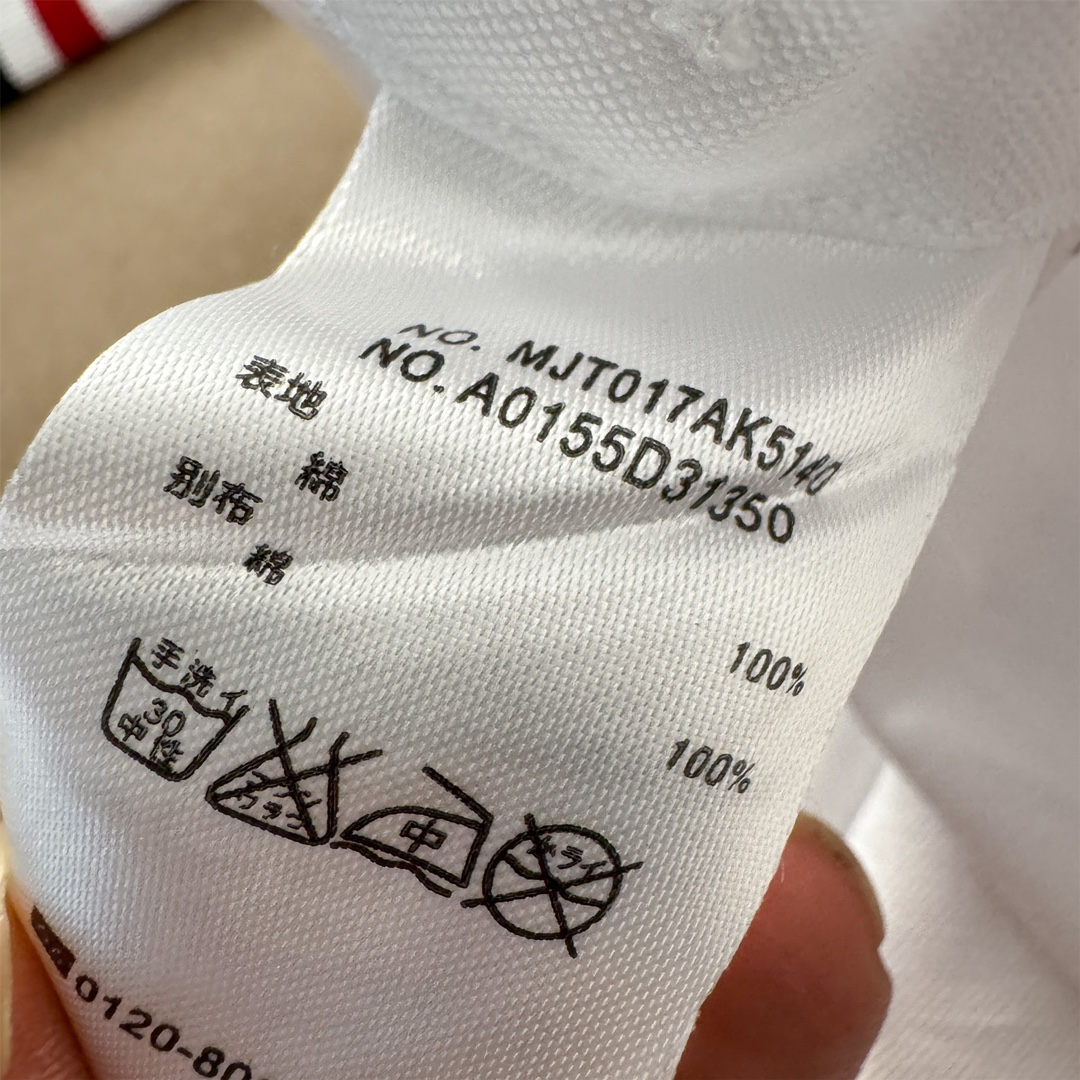 NO. MJT017AK5140
NO. A0155D31350
表地
綿 100%
別布
綿 100%
手洗イ
30
中性
中
ドライ
0120-80